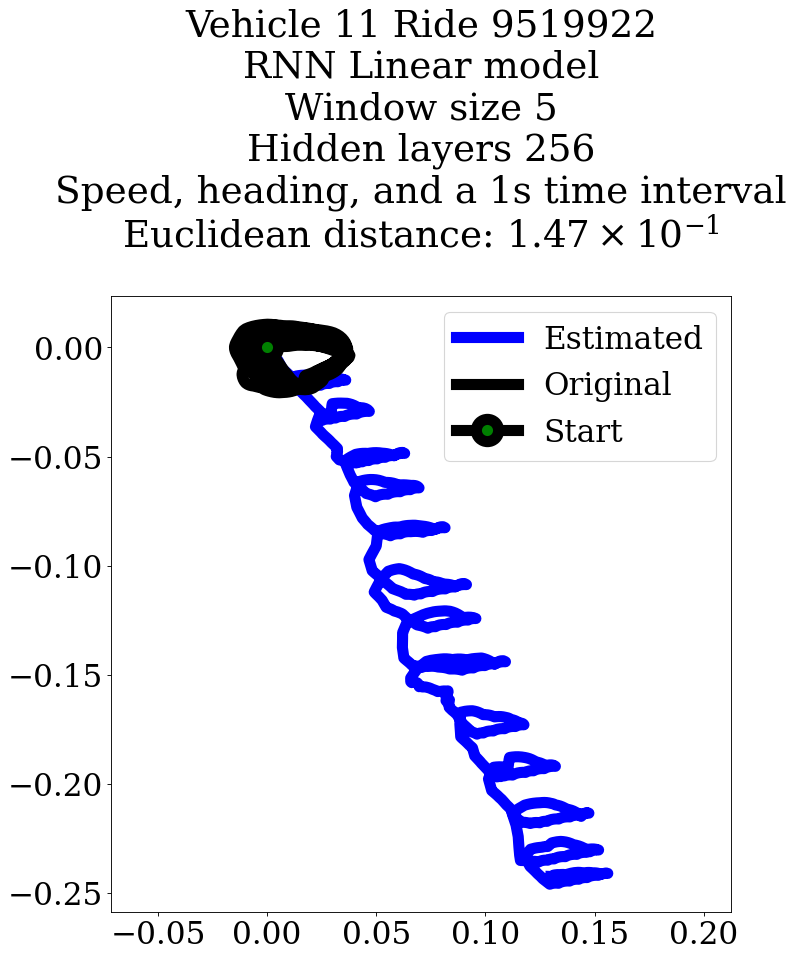 Vehicle 11 Ride 9519922
RNN Linear model
Window size 5
Hidden layers 256
Speed, heading, and a 1s time interval
Euclidean distance: 1.47 × 10⁻¹
Estimated
Original
Start
0.00
−0.05
−0.10
−0.15
−0.20
−0.25
−0.05 0.00 0.05 0.10 0.15 0.20